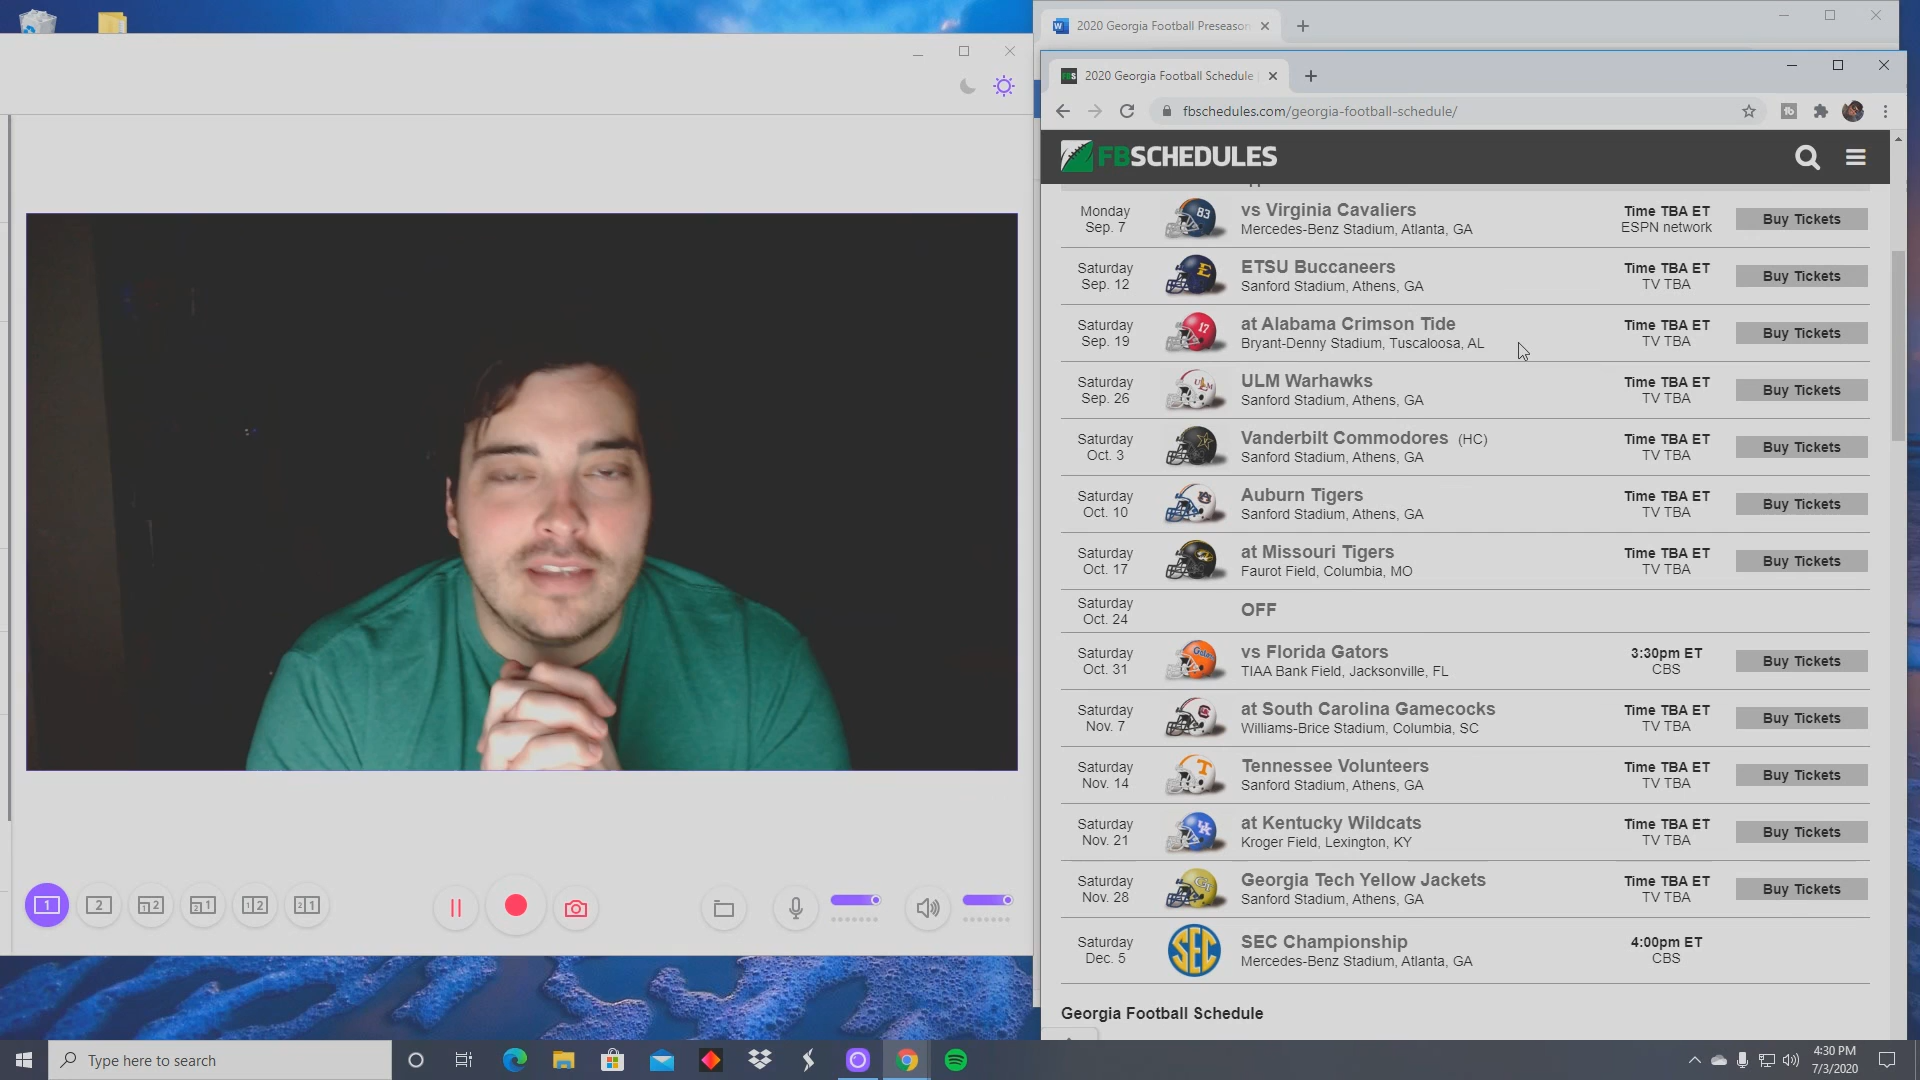 2020 Georgia Football Preseason
2020 Georgia Football Schedule
fbschedules.com/georgia-football-schedule/
FBSCHEDULES
Monday
Sep. 7
vs Virginia Cavaliers
Mercedes-Benz Stadium, Atlanta, GA
Time TBA ET
ESPN network
Buy Tickets
Saturday
Sep. 12
ETSU Buccaneers
Sanford Stadium, Athens, GA
Time TBA ET
TV TBA
Buy Tickets
Saturday
Sep. 19
at Alabama Crimson Tide
Bryant-Denny Stadium, Tuscaloosa, AL
Time TBA ET
TV TBA
Buy Tickets
Saturday
Sep. 26
ULM Warhawks
Sanford Stadium, Athens, GA
Time TBA ET
TV TBA
Buy Tickets
Saturday
Oct. 3
Vanderbilt Commodores (HC)
Sanford Stadium, Athens, GA
Time TBA ET
TV TBA
Buy Tickets
Saturday
Oct. 10
Auburn Tigers
Sanford Stadium, Athens, GA
Time TBA ET
TV TBA
Buy Tickets
Saturday
Oct. 17
at Missouri Tigers
Faurot Field, Columbia, MO
Time TBA ET
TV TBA
Buy Tickets
Saturday
Oct. 24
OFF
Saturday
Oct. 31
vs Florida Gators
TIAA Bank Field, Jacksonville, FL
3:30pm ET
CBS
Buy Tickets
Saturday
Nov. 7
at South Carolina Gamecocks
Williams-Brice Stadium, Columbia, SC
Time TBA ET
TV TBA
Buy Tickets
Saturday
Nov. 14
Tennessee Volunteers
Sanford Stadium, Athens, GA
Time TBA ET
TV TBA
Buy Tickets
Saturday
Nov. 21
at Kentucky Wildcats
Kroger Field, Lexington, KY
Time TBA ET
TV TBA
Buy Tickets
Saturday
Nov. 28
Georgia Tech Yellow Jackets
Sanford Stadium, Athens, GA
Time TBA ET
TV TBA
Buy Tickets
Saturday
Dec. 5
SEC
SEC Championship
Mercedes-Benz Stadium, Atlanta, GA
4:00pm ET
CBS
Georgia Football Schedule
1 2 12 21 12 21
Type here to search
4:30 PM
7/3/2020